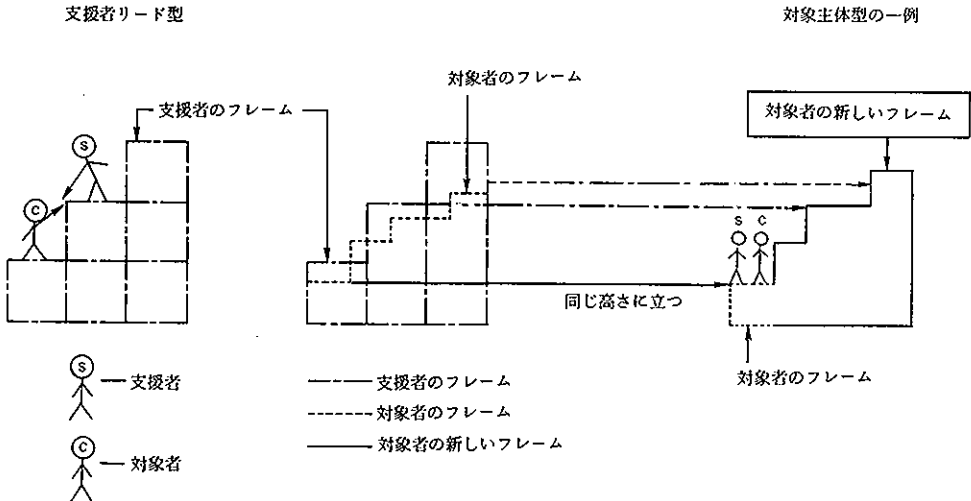 支援者リード型
対象主体型の一例
対象者のフレーム
支援者のフレーム
対象者の新しいフレーム
S
C
S C
同じ高さに立つ
対象者のフレーム
S
支援者
C
対象者
支援者のフレーム
対象者のフレーム
対象者の新しいフレーム